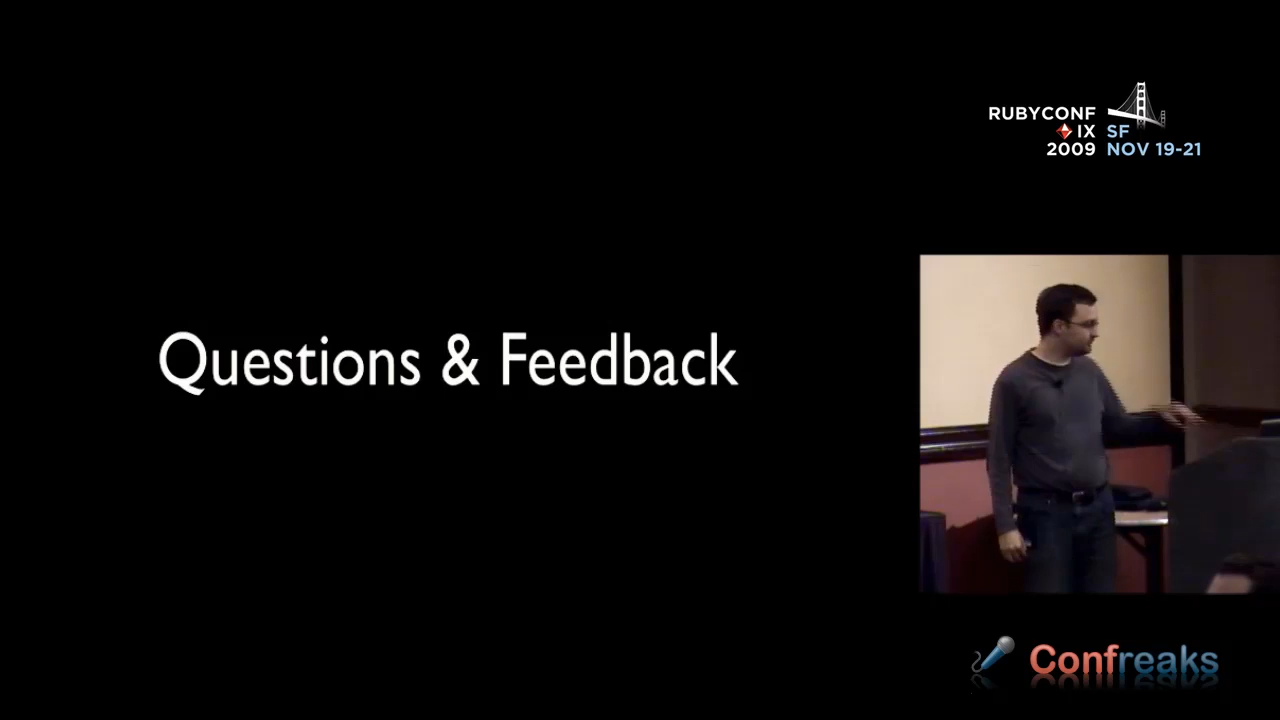 RUBYCONF
IX SF
2009 NOV 19-21
Questions & Feedback
Confreaks